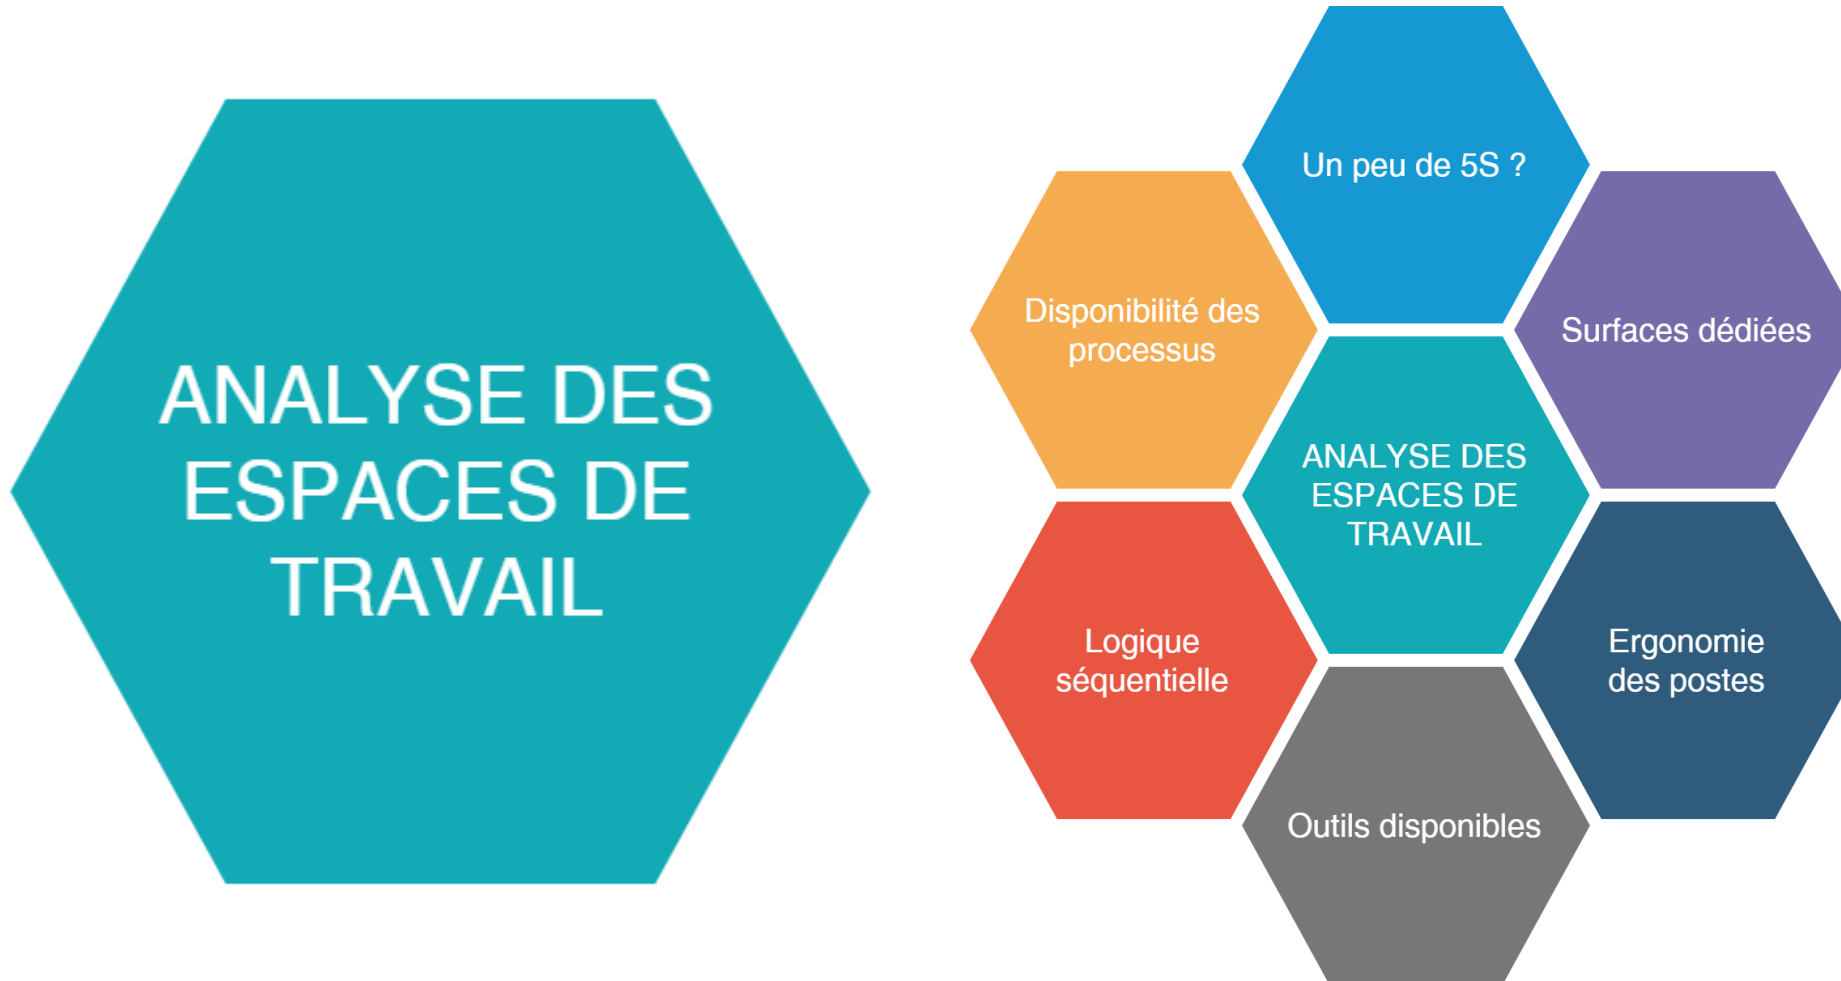 ANALYSE DES
ESPACES DE
TRAVAIL
Un peu de 5S ?
Disponibilité des
processus
Surfaces dédiées
ANALYSE DES
ESPACES DE
TRAVAIL
Logique
séquentielle
Ergonomie
des postes
Outils disponibles